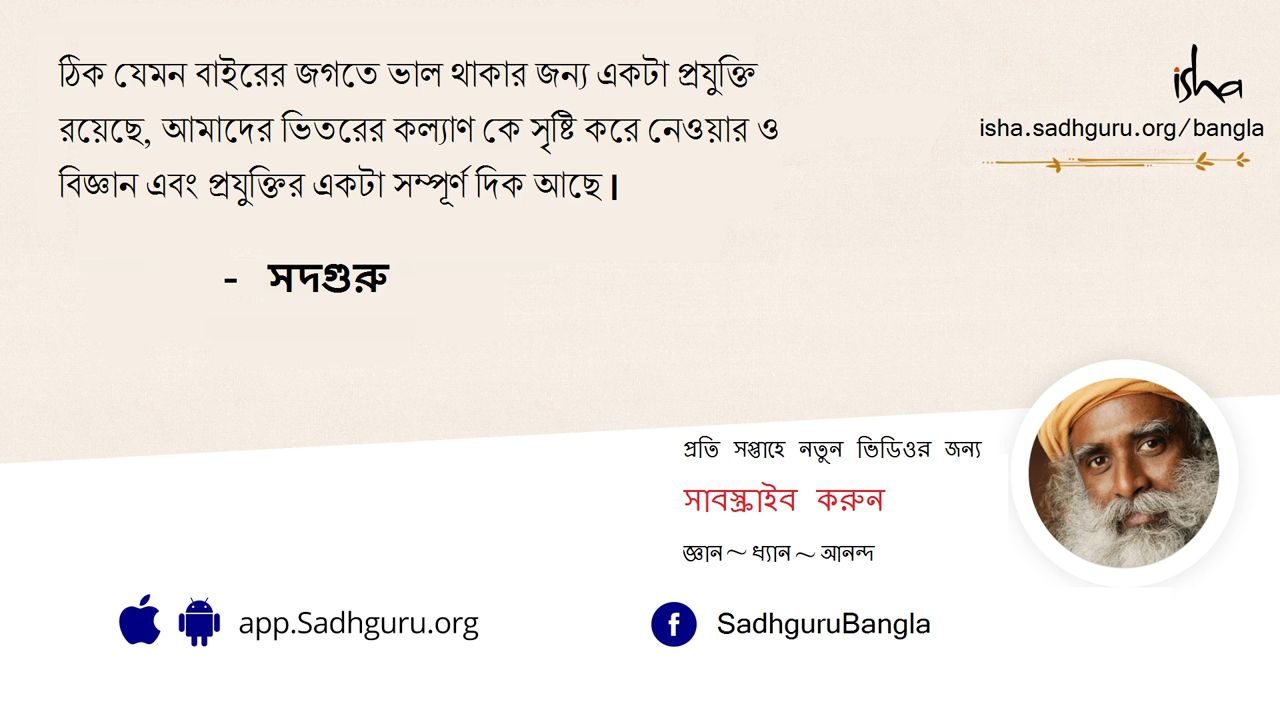 ঠিক যেমন বাইরের জগতে ভাল থাকার জন্য একটা প্রযুক্তি
রয়েছে, আমাদের ভিতরের কল্যাণ কে সৃষ্টি করে নেওয়ার ও
বিজ্ঞান এবং প্রযুক্তির একটা সম্পূর্ণ দিক আছে।
- সদগুরু
isha
isha.sadhguru.org/bangla
প্রতি সপ্তাহে নতুন ভিডিওর জন্য
সাবস্ক্রাইব করুন
জ্ঞান ~ ধ্যান ~ আনন্দ
app.Sadhguru.org
f SadhguruBangla